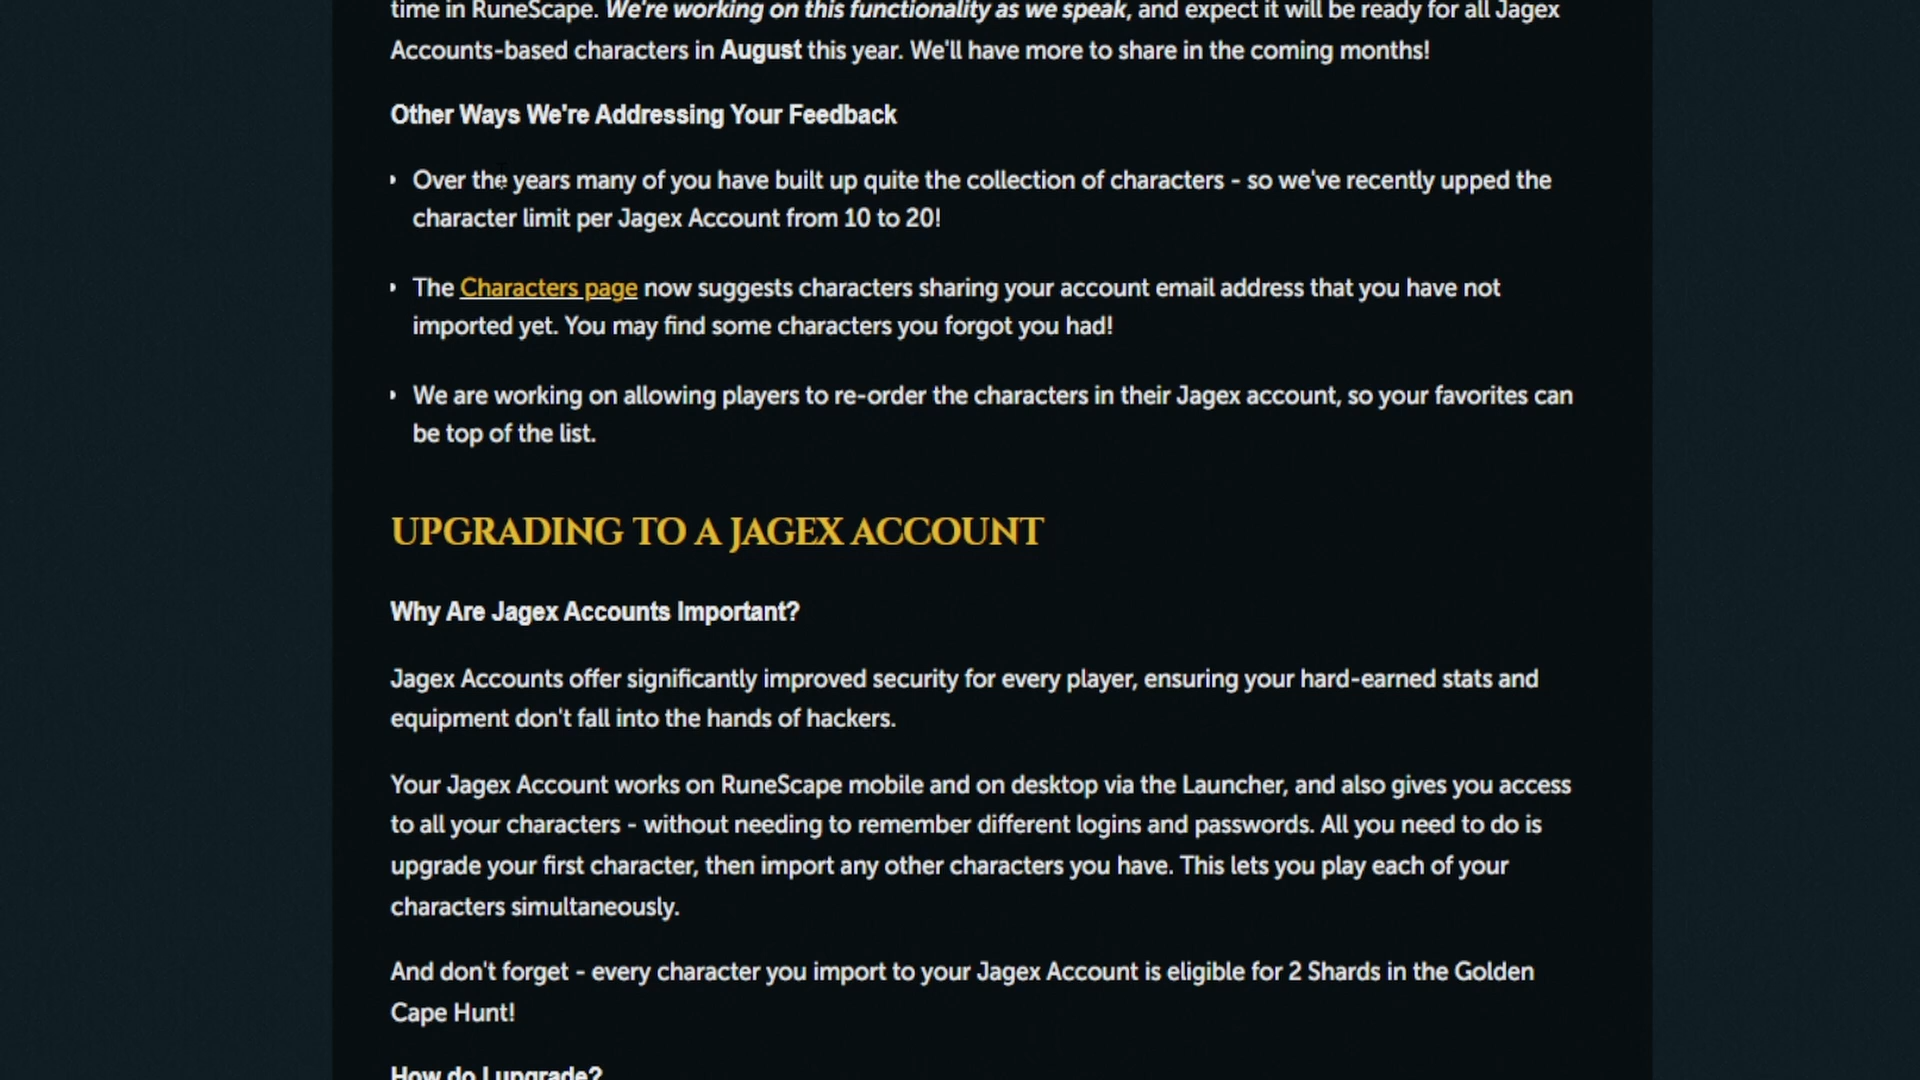 time in RuneScape. We're working on this functionality as we speak, and expect it will be ready for all Jagex
Accounts-based characters in August this year. We'll have more to share in the coming months!
Other Ways We're Addressing Your Feedback
Over the years many of you have built up quite the collection of characters - so we've recently upped the
character limit per Jagex Account from 10 to 20!
The Characters page now suggests characters sharing your account email address that you have not
imported yet. You may find some characters you forgot you had!
We are working on allowing players to re-order the characters in their Jagex account, so your favorites can
be top of the list.
UPGRADING TO A JAGEX ACCOUNT
Why Are Jagex Accounts Important?
Jagex Accounts offer significantly improved security for every player, ensuring your hard-earned stats and
equipment don't fall into the hands of hackers.
Your Jagex Account works on RuneScape mobile and on desktop via the Launcher, and also gives you access
to all your characters - without needing to remember different logins and passwords. All you need to do is
upgrade your first character, then import any other characters you have. This lets you play each of your
characters simultaneously.
And don't forget - every character you import to your Jagex Account is eligible for 2 Shards in the Golden
Cape Hunt!
How do I upgrade?